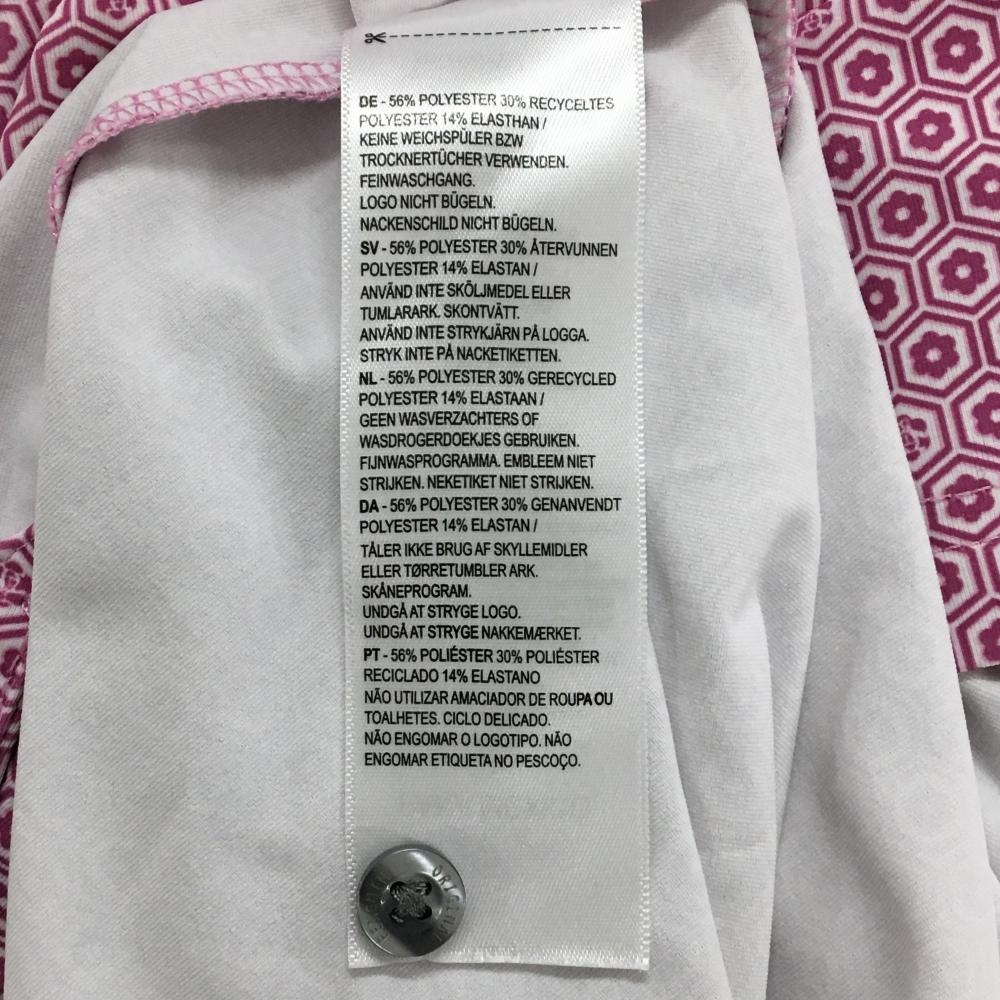 DE - 56% POLYESTER 30% RECYCELTES
POLYESTER 14% ELASTHAN /
KEINE WEICHSPÜLER BZW
TROCKNERTÜCHER VERWENDEN.
FEINWASCHGANG.
LOGO NICHT BÜGELN.
NACKENSCHILD NICHT BÜGELN.
SV - 56% POLYESTER 30% ÅTERVUNNEN
POLYESTER 14% ELASTAN /
ANVÄND INTE SKÖLJMEDEL ELLER
TUMLARARK. SKONTVÄTT.
ANVÄND INTE STRYKJÄRN PÅ LOGGA.
STRYK INTE PÅ NACKETIKETTEN.
NL - 56% POLYESTER 30% GERECYCLED
POLYESTER 14% ELASTAAN /
GEEN WASVERZACHTERS OF
WASDROGERDOEKJES GEBRUIKEN.
FIJNWASPROGRAMMA. EMBLEEM NIET
STRIJKEN. NEKETIKET NIET STRIJKEN.
DA - 56% POLYESTER 30% GENANVENDT
POLYESTER 14% ELASTAN /
TÅLER IKKE BRUG AF SKYLLEMIDLER
ELLER TØRRETUMBLER ARK.
SKÅNEPROGRAM.
UNDGÅ AT STRYGE LOGO.
UNDGÅ AT STRYGE NAKKEMÆRKET.
PT - 56% POLIÉSTER 30% POLIÉSTER
RECICLADO 14% ELASTANO
NÃO UTILIZAR AMACIADOR DE ROUPA OU
TOALHETES. CICLO DELICADO.
NÃO ENGOMAR O LOGOTIPO. NÃO
ENGOMAR ETIQUETA NO PESCOÇO.
ORIGINAL